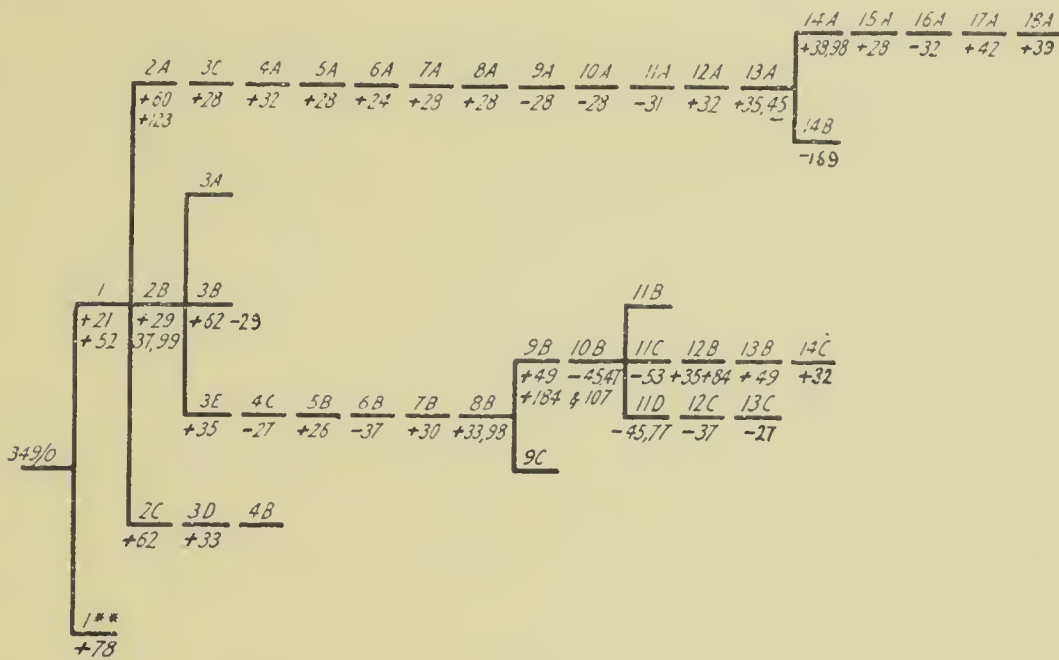 14A 15A 16A 17A 18A
+38,98 +28 -32 +42 +39
2A 3C 4A 5A 6A 7A 8A 9A 10A 11A 12A 13A
+60 +28 +32 +28 +24 +28 +28 -28 -28 -31 +32 +35,45
+123
14B
-169
3A
1 2B 3B
+21 +29 +62 -29
+52 37,99
11B
9B 10B 11C 12B 13B 14C
+49 -45,47 -53 +35+84 +49 +32
+184 & 107
3E 4C 5B 6B 7B 8B 11D 12C 13C
+35 -27 +26 -37 +30 +33,98 -45,77 -37 -27
349/0 9C
2C 3D 4B
+62 +33
1**
+78